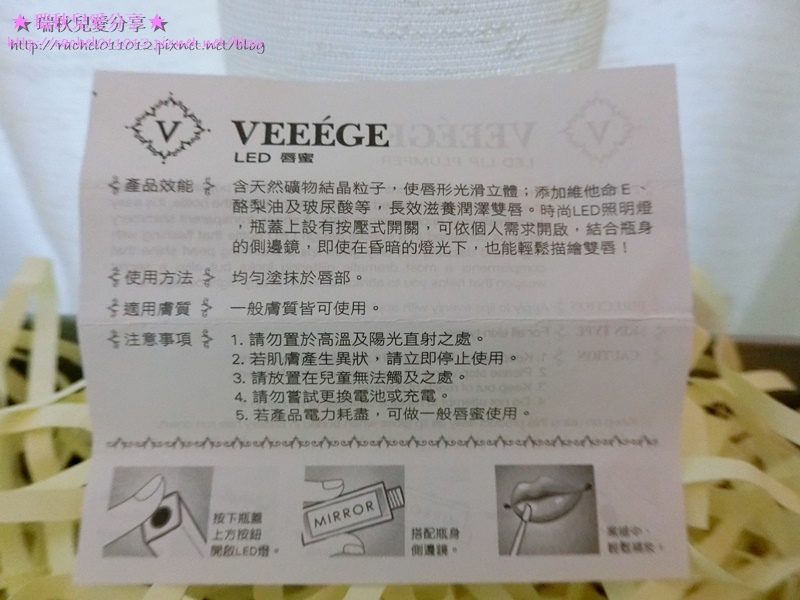 ★ 瑞秋兒愛分享 ★
http://rachel011012.pixnet.net/blog
V
VEEÉGE
LED 唇蜜
產品效能
含天然礦物結晶粒子，使唇形光滑立體；添加維他命E、
酪梨油及玻尿酸等，長效滋養潤澤雙唇。時尚LED照明燈
，瓶蓋上設有按壓式開關，可依個人需求開啟，結合瓶身
的側邊鏡，即使在昏暗的燈光下，也能輕鬆描繪雙唇！
使用方法
均勻塗抹於唇部。
適用膚質
一般膚質皆可使用。
注意事項
1. 請勿置於高溫及陽光直射之處。
2. 若肌膚產生異狀，請立即停止使用。
3. 請放置在兒童無法觸及之處。
4. 請勿嘗試更換電池或充電。
5. 若產品電力耗盡，可做一般唇蜜使用。
按下瓶蓋
上方按鈕
開啟LED燈。
MIRROR
搭配瓶身
側邊鏡。
黑暗中，
輕鬆補妝。